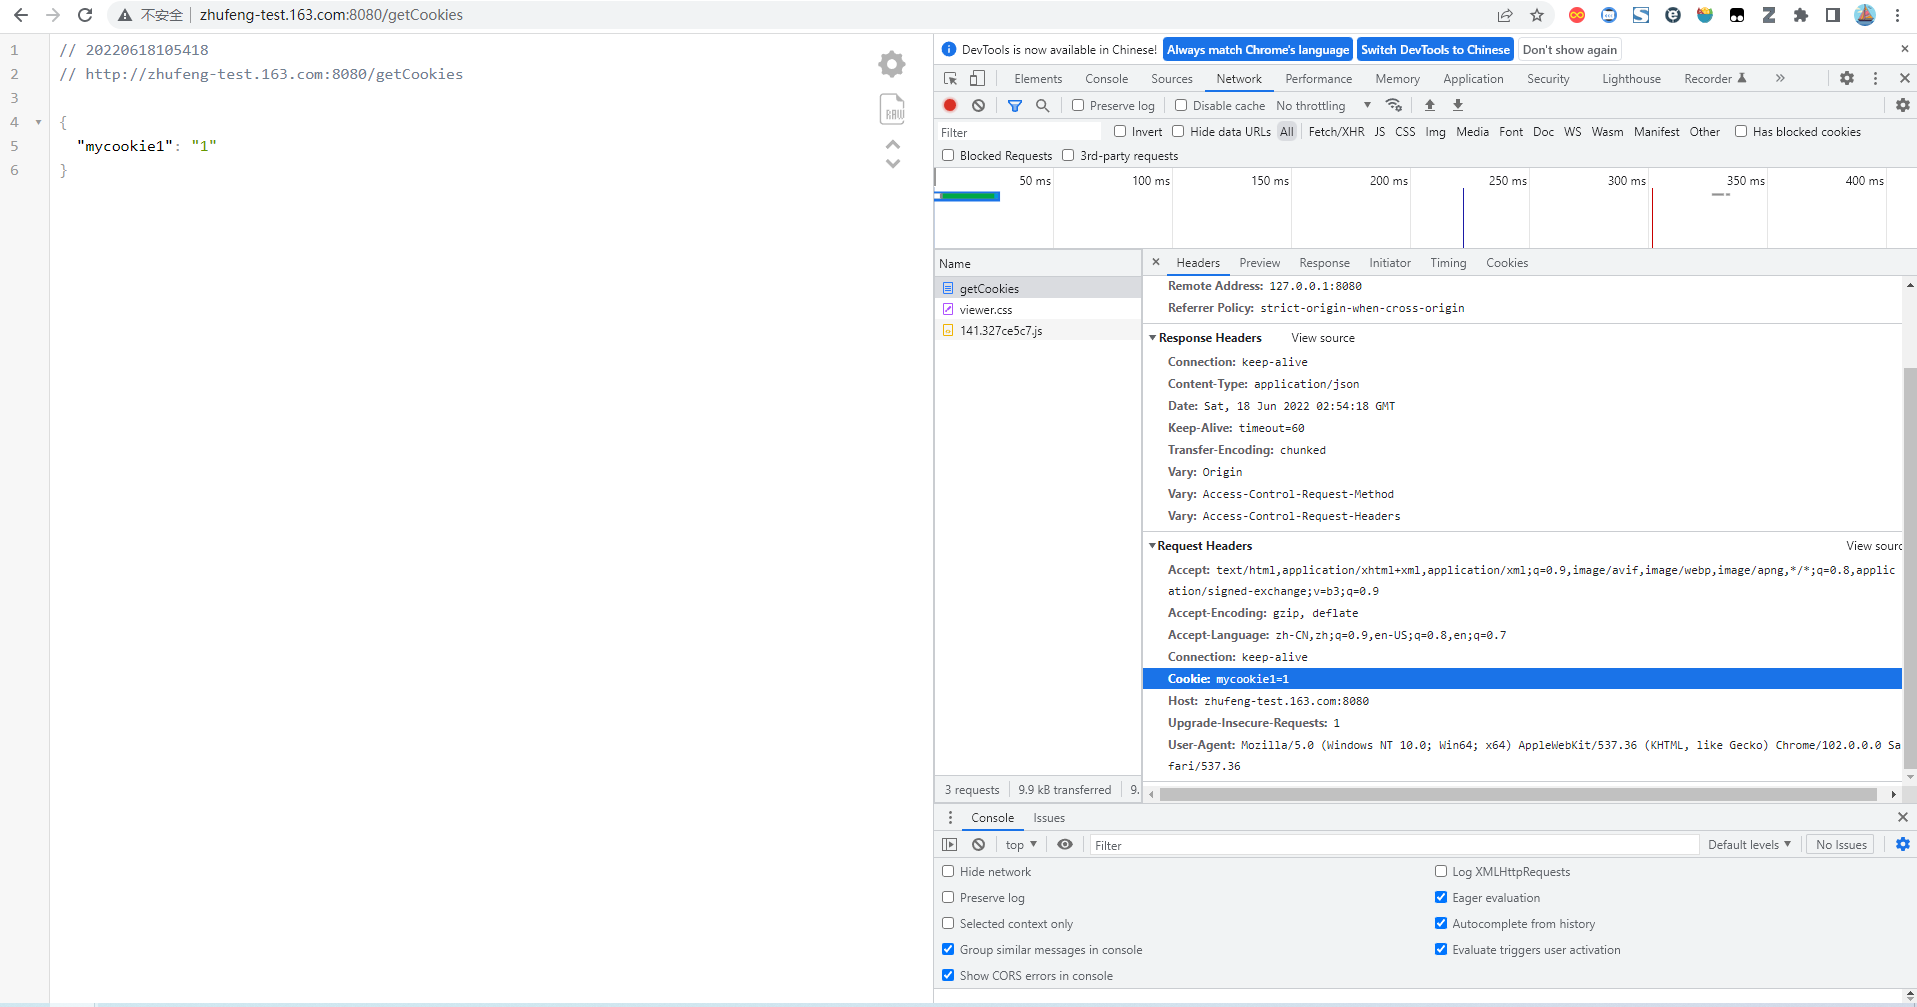 不安全 zhufeng-test.163.com:8080/getCookies
1 // 20220618105418
2 // http://zhufeng-test.163.com:8080/getCookies
3
4 {
5 "mycookie1": "1"
6 }
RAW
DevTools is now available in Chinese! Always match Chrome's language Switch DevTools to Chinese Don't show again
Elements Console Sources Network Performance Memory Application Security Lighthouse Recorder
Preserve log Disable cache No throttling
Filter Invert Hide data URLs All Fetch/XHR JS CSS Img Media Font Doc WS Wasm Manifest Other Has blocked cookies
Blocked Requests 3rd-party requests
50 ms 100 ms 150 ms 200 ms 250 ms 300 ms 350 ms 400 ms
Name
getCookies
viewer.css
141.327ce5c7.js
3 requests 9.9 kB transferred 9.
Headers Preview Response Initiator Timing Cookies
Remote Address: 127.0.0.1:8080
Referrer Policy: strict-origin-when-cross-origin
Response Headers View source
Connection: keep-alive
Content-Type: application/json
Date: Sat, 18 Jun 2022 02:54:18 GMT
Keep-Alive: timeout=60
Transfer-Encoding: chunked
Vary: Origin
Vary: Access-Control-Request-Method
Vary: Access-Control-Request-Headers
Request Headers View sourc
Accept: text/html,application/xhtml+xml,application/xml;q=0.9,image/avif,image/webp,image/apng,*/*;q=0.8,applic
ation/signed-exchange;v=b3;q=0.9
Accept-Encoding: gzip, deflate
Accept-Language: zh-CN,zh;q=0.9,en-US;q=0.8,en;q=0.7
Connection: keep-alive
Cookie: mycookie1=1
Host: zhufeng-test.163.com:8080
Upgrade-Insecure-Requests: 1
User-Agent: Mozilla/5.0 (Windows NT 10.0; Win64; x64) AppleWebKit/537.36 (KHTML, like Gecko) Chrome/102.0.0.0 Sa
fari/537.36
Console Issues
top Filter Default levels No Issues
Hide network Log XMLHttpRequests
Preserve log Eager evaluation
Selected context only Autocomplete from history
Group similar messages in console Evaluate triggers user activation
Show CORS errors in console